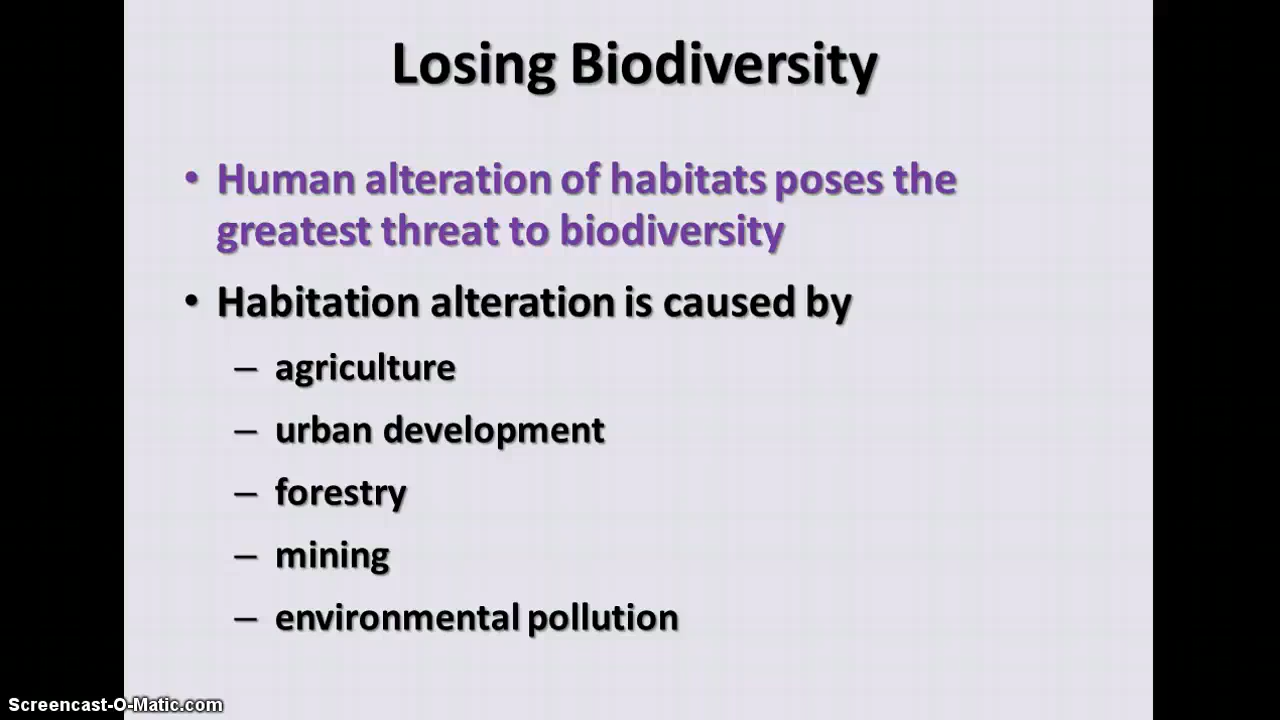 Losing Biodiversity
• Human alteration of habitats poses the
greatest threat to biodiversity
• Habitation alteration is caused by
– agriculture
– urban development
– forestry
– mining
– environmental pollution
Screencast-O-Matic.com